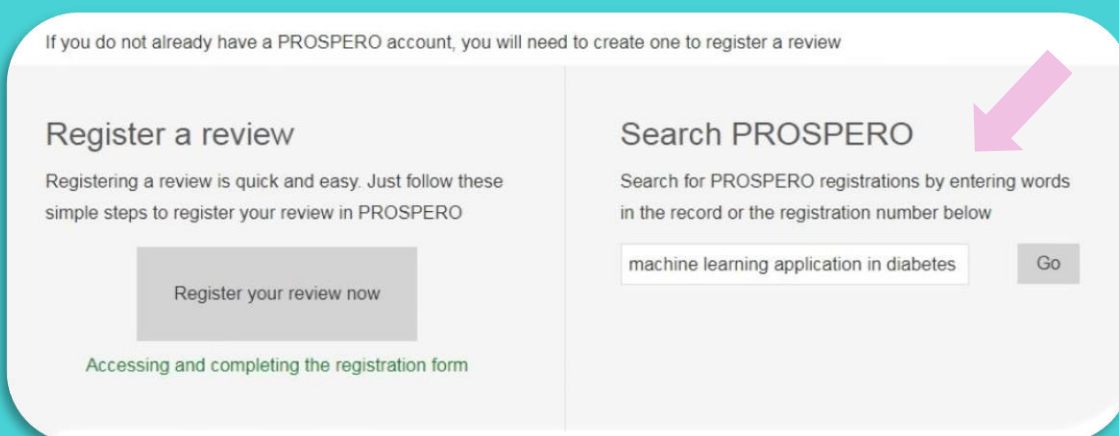 If you do not already have a PROSPERO account, you will need to create one to register a review
Register a review
Registering a review is quick and easy. Just follow these
simple steps to register your review in PROSPERO
Register your review now
Accessing and completing the registration form
Search PROSPERO
Search for PROSPERO registrations by entering words
in the record or the registration number below
machine learning application in diabetes
Go